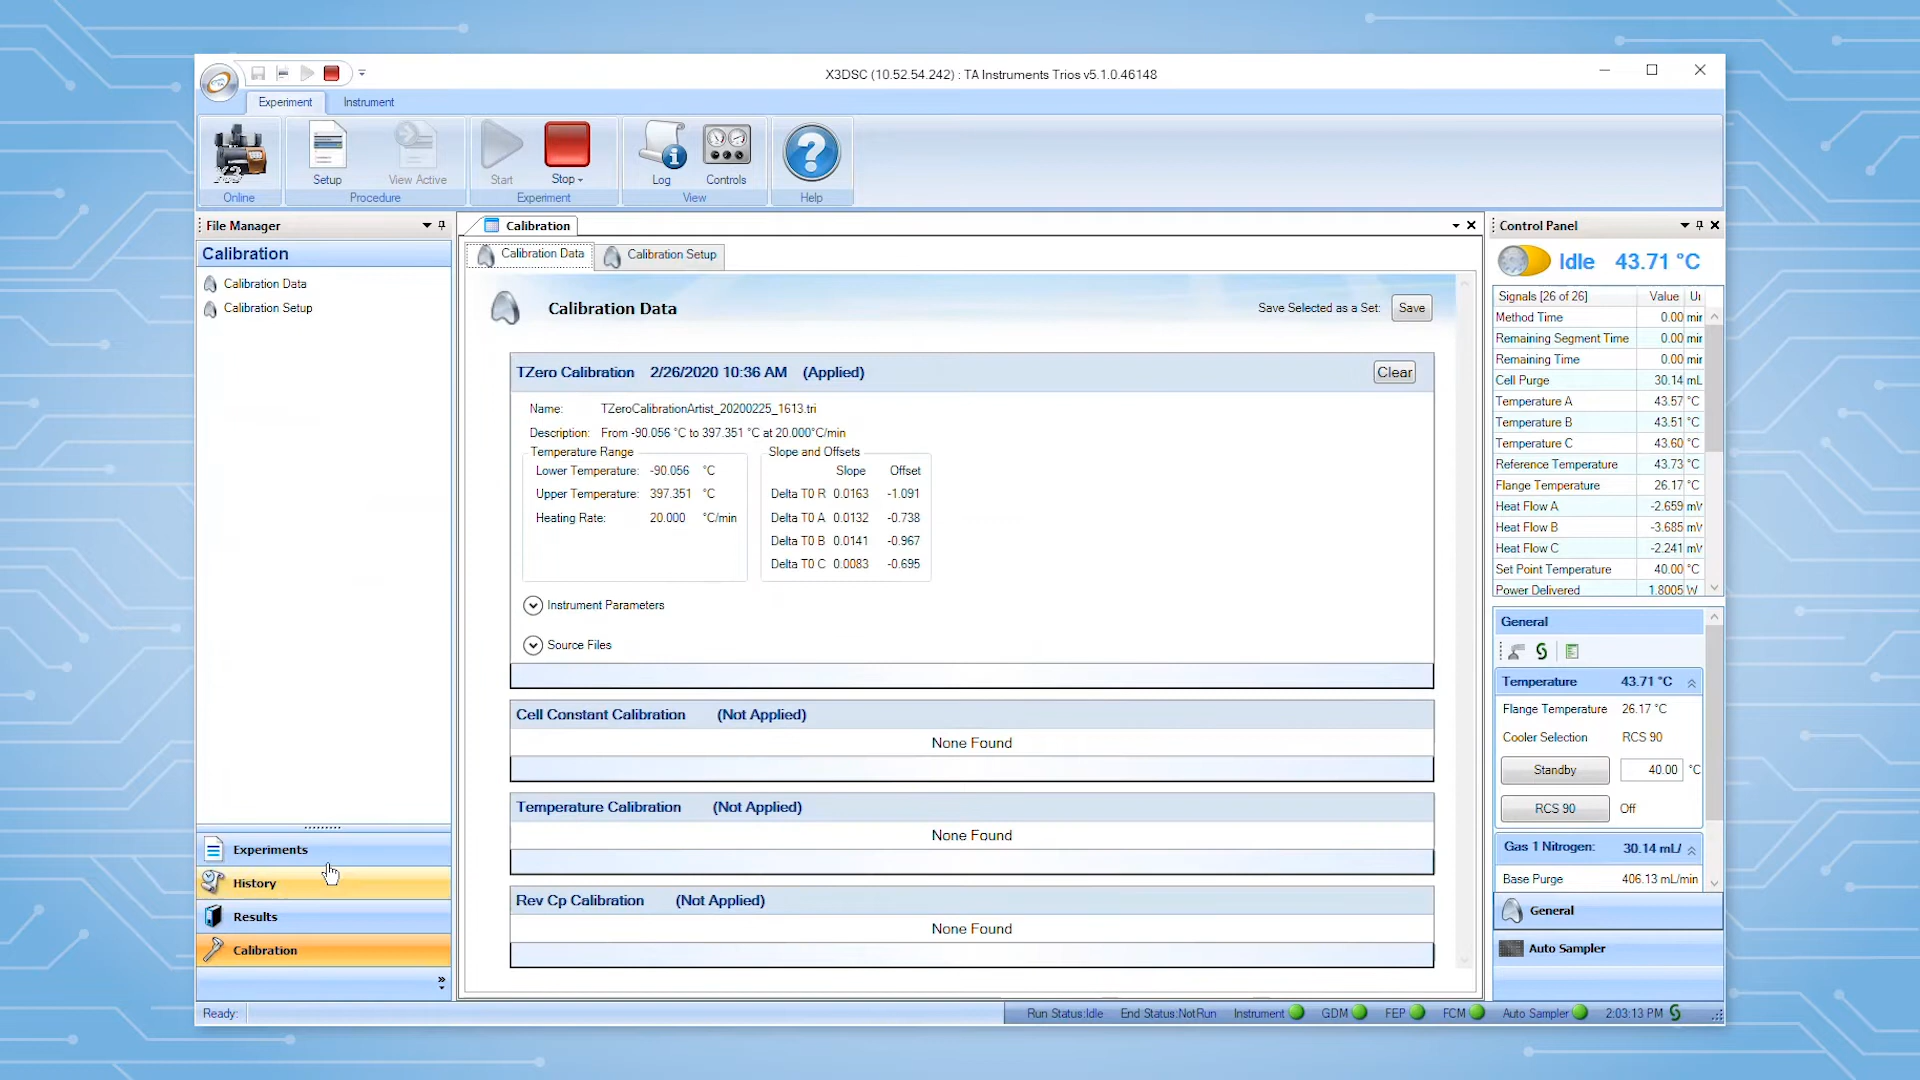 X3DSC (10.52.54.242) : TA Instruments Trios v5.1.0.46148
Experiment Instrument
Setup View Active Start Stop Log Controls
Online Procedure Experiment View Help
File Manager
Calibration
Calibration Data
Calibration Setup
Experiments
History
Results
Calibration
Calibration
Calibration Data Calibration Setup
Calibration Data Save Selected as a Set: Save
TZero Calibration 2/26/2020 10:36 AM (Applied) Clear
Name: TZeroCalibrationArtist_20200225_1613.tri
Description: From -90.056 °C to 397.351 °C at 20.000°C/min
Temperature Range
Lower Temperature: -90.056 °C
Upper Temperature: 397.351 °C
Heating Rate: 20.000 °C/min
Slope and Offsets
Slope Offset
Delta T0 R 0.0163 -1.091
Delta T0 A 0.0132 -0.738
Delta T0 B 0.0141 -0.967
Delta T0 C 0.0083 -0.695
Instrument Parameters
Source Files
Cell Constant Calibration (Not Applied)
None Found
Temperature Calibration (Not Applied)
None Found
Rev Cp Calibration (Not Applied)
None Found
Control Panel
Idle 43.71 °C
Signals [26 of 26] Value
Method Time 0.00 min
Remaining Segment Time 0.00 min
Remaining Time 0.00 min
Cell Purge 30.14 mL
Temperature A 43.57 °C
Temperature B 43.51 °C
Temperature C 43.60 °C
Reference Temperature 43.73 °C
Flange Temperature 26.17 °C
Heat Flow A -2.659
Heat Flow B -3.685
Heat Flow C -2.241
Set Point Temperature 40.00 °C
Power Delivered 1.8005 W
General
Temperature 43.71 °C
Flange Temperature 26.17 °C
Cooler Selection RCS 90
Standby 40.00 °C
RCS 90 Off
Gas 1 Nitrogen: 30.14 mL/
Base Purge 406.13 mL/min
General
Auto Sampler
Ready: Run Status:Idle End Status:NotRun Instrument GDM FEP FCM Auto Sampler 2:03:13 PM